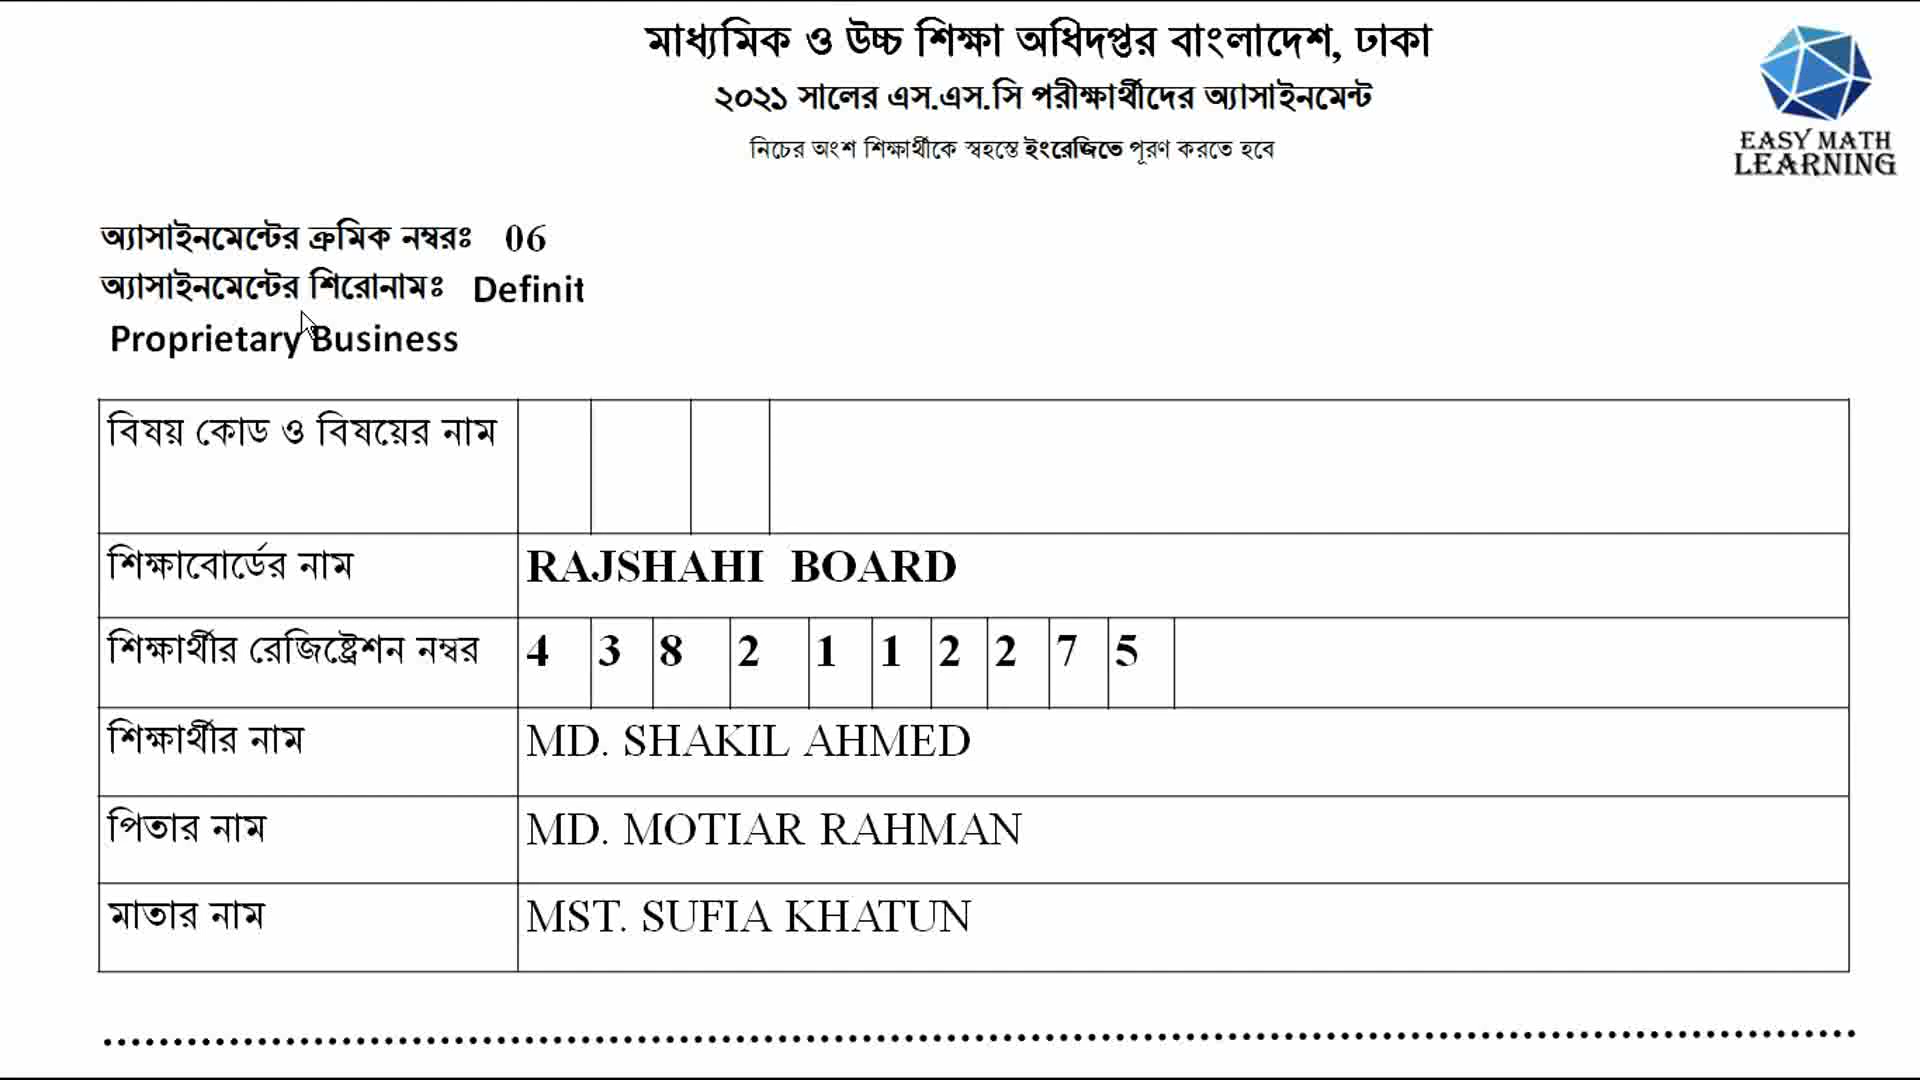 মাধ্যমিক ও উচ্চ শিক্ষা অধিদপ্তর বাংলাদেশ, ঢাকা
২০২১ সালের এস.এস.সি পরীক্ষার্থীদের অ্যাসাইনমেন্ট
নিচের অংশ শিক্ষার্থীকে স্বহস্তে ইংরেজিতে পূরণ করতে হবে
EASY MATH
LEARNING
অ্যাসাইনমেন্টের ক্রমিক নম্বরঃ 06
অ্যাসাইনমেন্টের শিরোনামঃ Definit
Proprietary Business
বিষয় কোড ও বিষয়ের নাম
শিক্ষাবোর্ডের নাম RAJSHAHI BOARD
শিক্ষার্থীর রেজিষ্ট্রেশন নম্বর 4 3 8 2 1 1 2 2 7 5
শিক্ষার্থীর নাম MD. SHAKIL AHMED
পিতার নাম MD. MOTIAR RAHMAN
মাতার নাম MST. SUFIA KHATUN